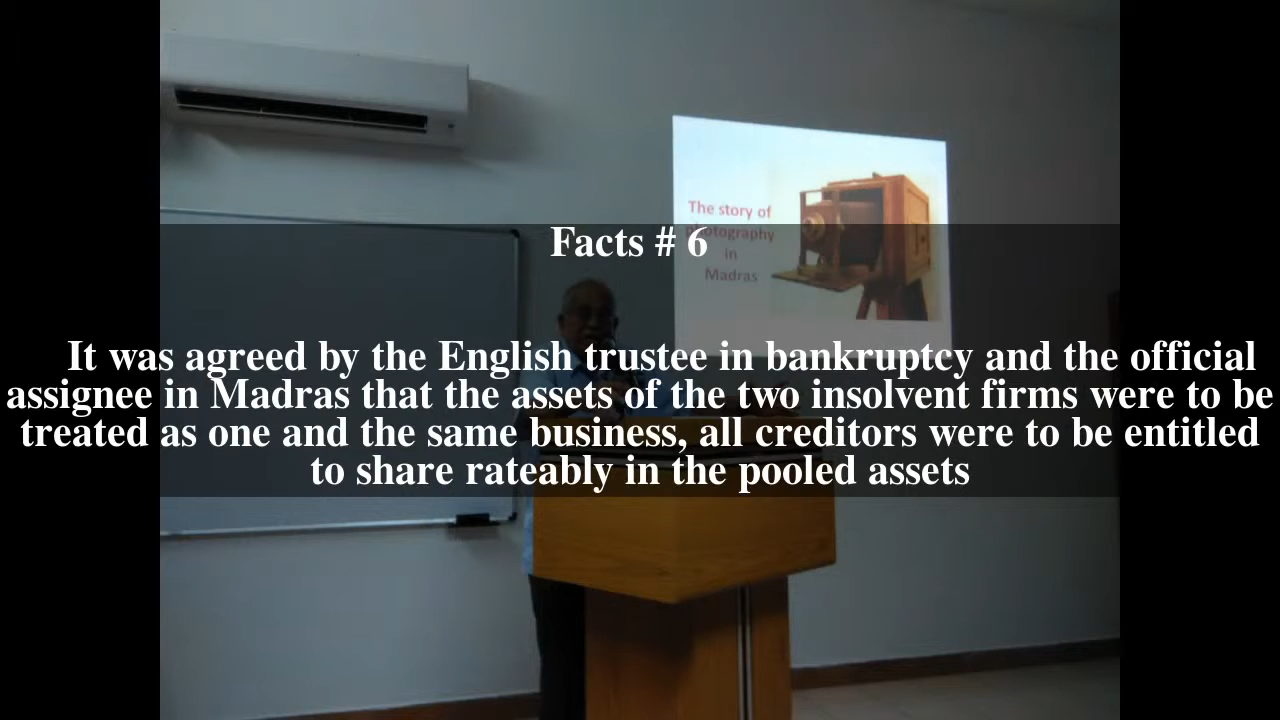 The story of
photography
in
Madras
Facts # 6
It was agreed by the English trustee in bankruptcy and the official
assignee in Madras that the assets of the two insolvent firms were to be
treated as one and the same business, all creditors were to be entitled
to share rateably in the pooled assets